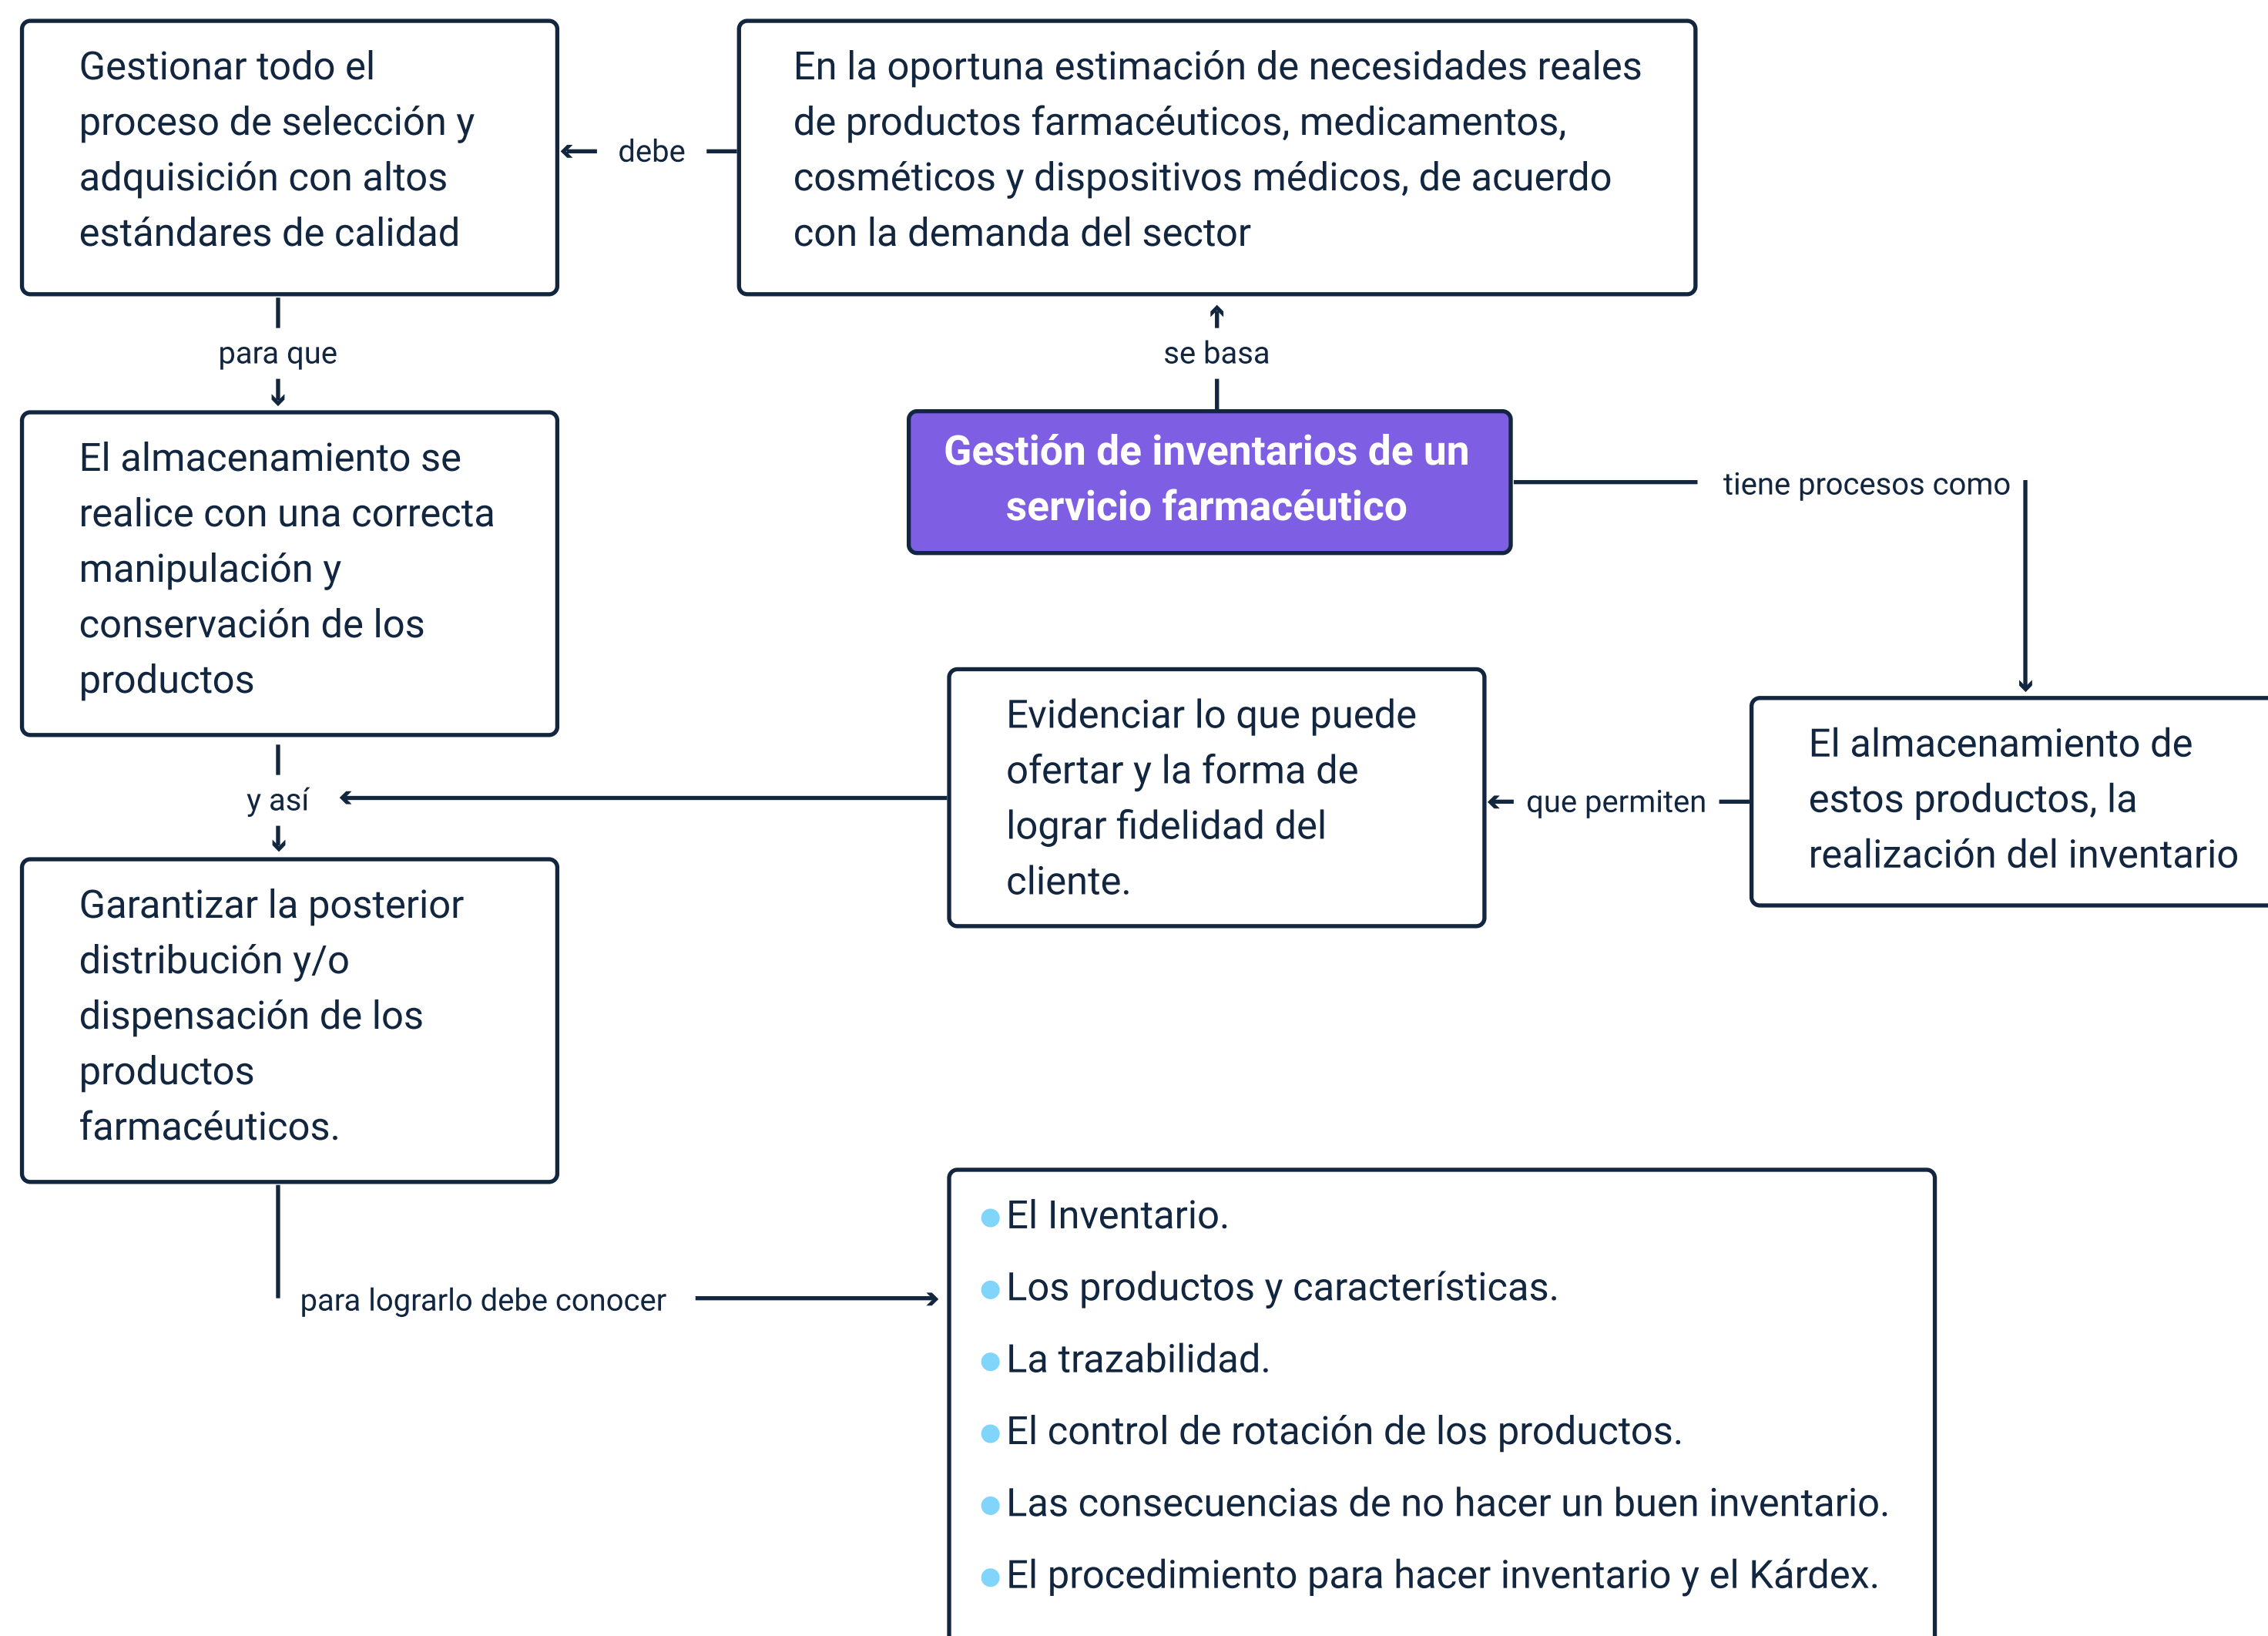 Gestionar todo el
proceso de selección y
adquisición con altos
estándares de calidad
debe
En la oportuna estimación de necesidades reales
de productos farmacéuticos, medicamentos,
cosméticos y dispositivos médicos, de acuerdo
con la demanda del sector
para que
se basa
El almacenamiento se
realice con una correcta
manipulación y
conservación de los
productos
Gestión de inventarios de un
servicio farmacéutico
tiene procesos como
Evidenciar lo que puede
ofertar y la forma de
lograr fidelidad del
cliente.
que permiten
El almacenamiento de
estos productos, la
realización del inventario
y así
Garantizar la posterior
distribución y/o
dispensación de los
productos
farmacéuticos.
para lograrlo debe conocer
El Inventario.
Los productos y características.
La trazabilidad.
El control de rotación de los productos.
Las consecuencias de no hacer un buen inventario.
El procedimiento para hacer inventario y el Kárdex.